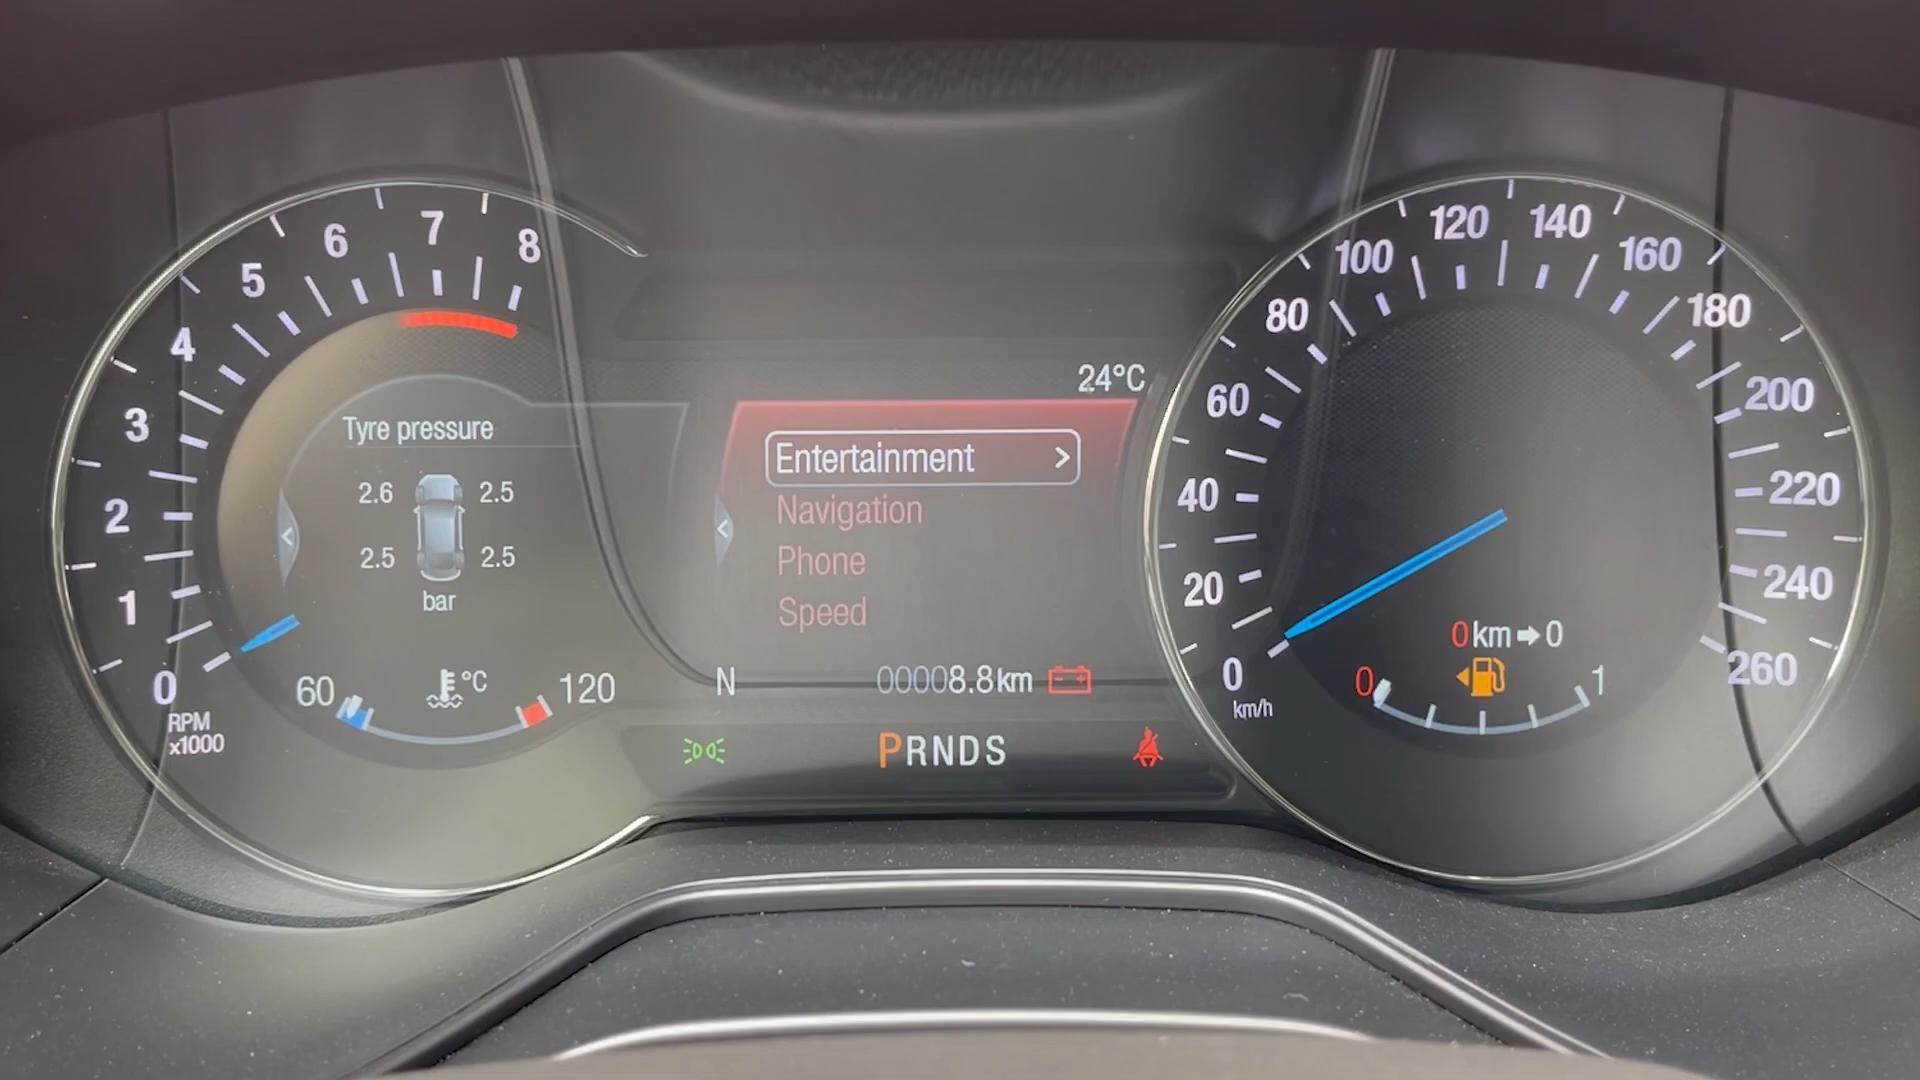 0 1 2 3 4 5 6 7 8
RPM
x1000
Tyre pressure
2.6 2.5
2.5 2.5
bar
60 °C 120
24°C
Entertainment >
Navigation
Phone
Speed
N 00008.8km
PRNDS
0 20 40 60 80 100 120 140 160 180 200 220 240 260
km/h
0km➡0
0 1